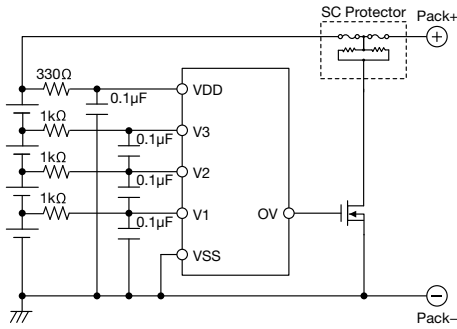 SC Protector
Pack+
330Ω
0.1µF
VDD
1kΩ
V3
0.1µF
1kΩ
V2
0.1µF
1kΩ
V1
OV
0.1µF
VSS
Pack−